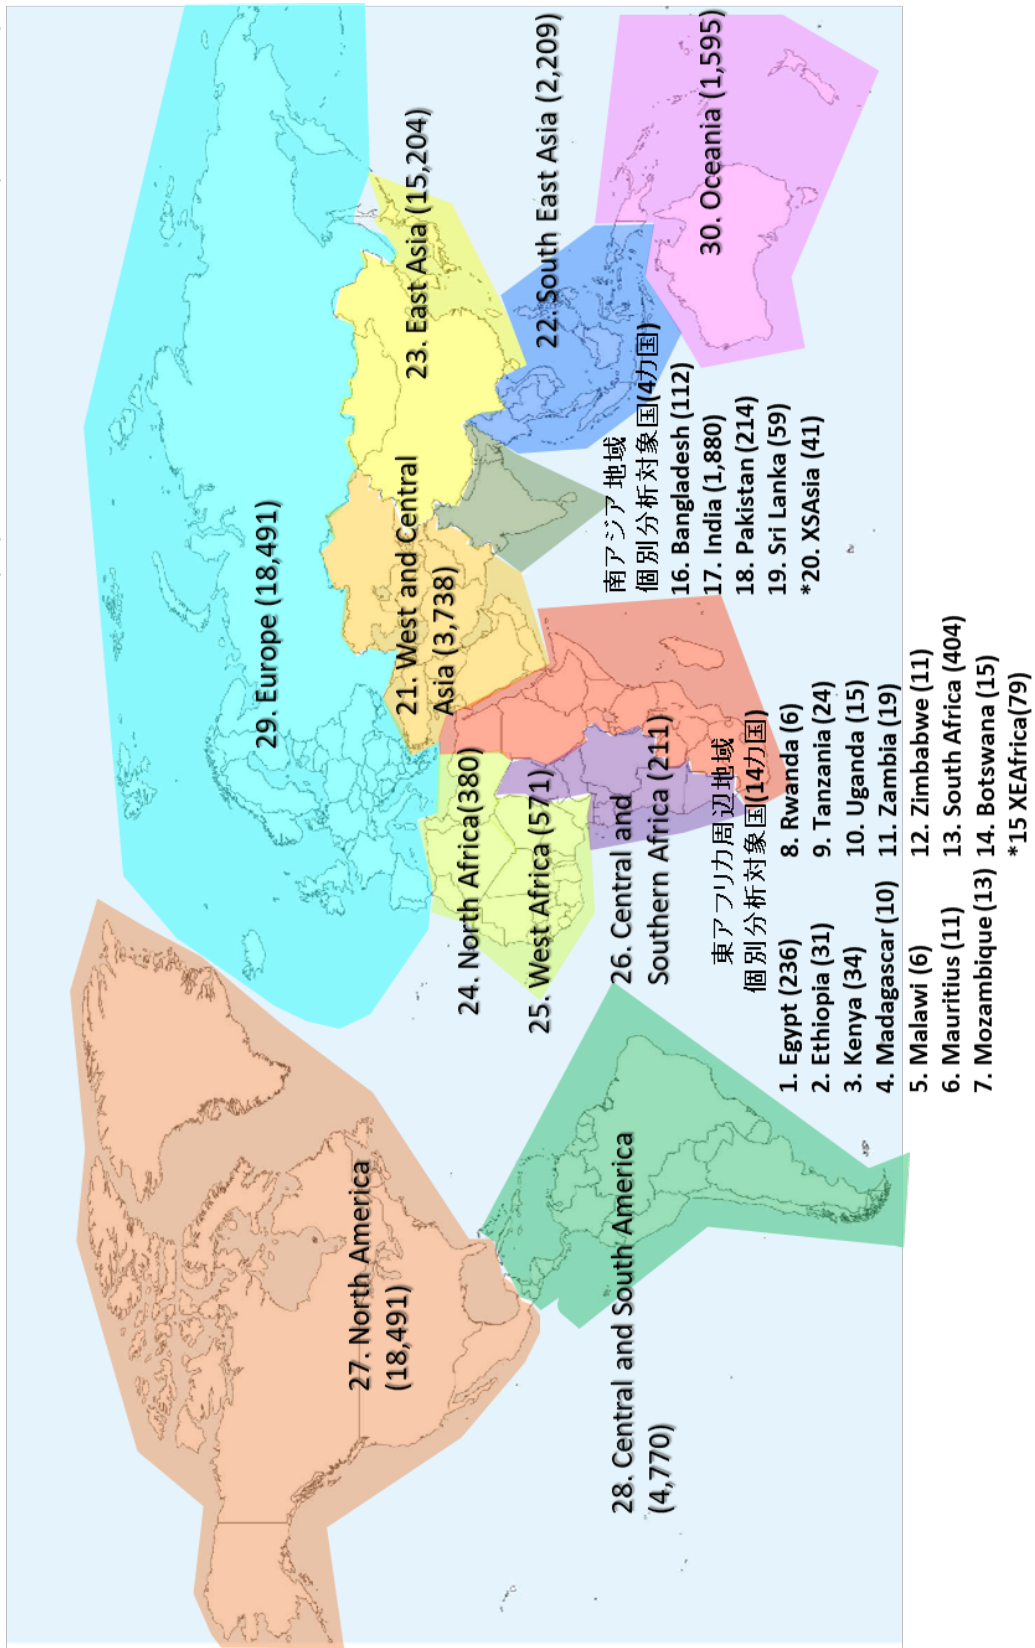 29. Europe (18,491)
27. North America
(18,491)
23. East Asia (15,204)
21. West and Central
Asia (3,738)
22. South East Asia (2,209)
24. North Africa(380)
25. West Africa (571)
26. Central and
Southern Africa (211)
28. Central and South America
(4,770)
30. Oceania (1,595)
南アジア地域
個別分析対象国(4カ国)
16. Bangladesh (112)
17. India (1,880)
18. Pakistan (214)
19. Sri Lanka (59)
*20. XSAsia (41)
東アフリカ周辺地域
個別分析対象国(14カ国)
1. Egypt (236)
2. Ethiopia (31)
3. Kenya (34)
4. Madagascar (10)
5. Malawi (6)
6. Mauritius (11)
7. Mozambique (13)
8. Rwanda (6)
9. Tanzania (24)
10. Uganda (15)
11. Zambia (19)
12. Zimbabwe (11)
13. South Africa (404)
14. Botswana (15)
*15 XEAfrica(79)